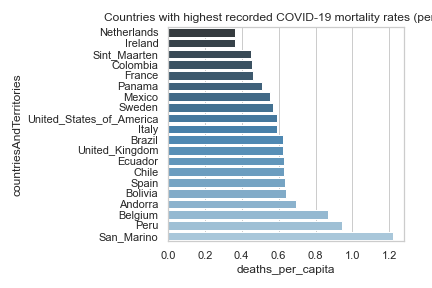 Countries with highest recorded COVID-19 mortality rates (per
countriesAndTerritories
Netherlands
Ireland
Sint_Maarten
Colombia
France
Panama
Mexico
Sweden
United_States_of_America
Italy
Brazil
United_Kingdom
Ecuador
Chile
Spain
Bolivia
Andorra
Belgium
Peru
San_Marino
0.0 0.2 0.4 0.6 0.8 1.0 1.2
deaths_per_capita